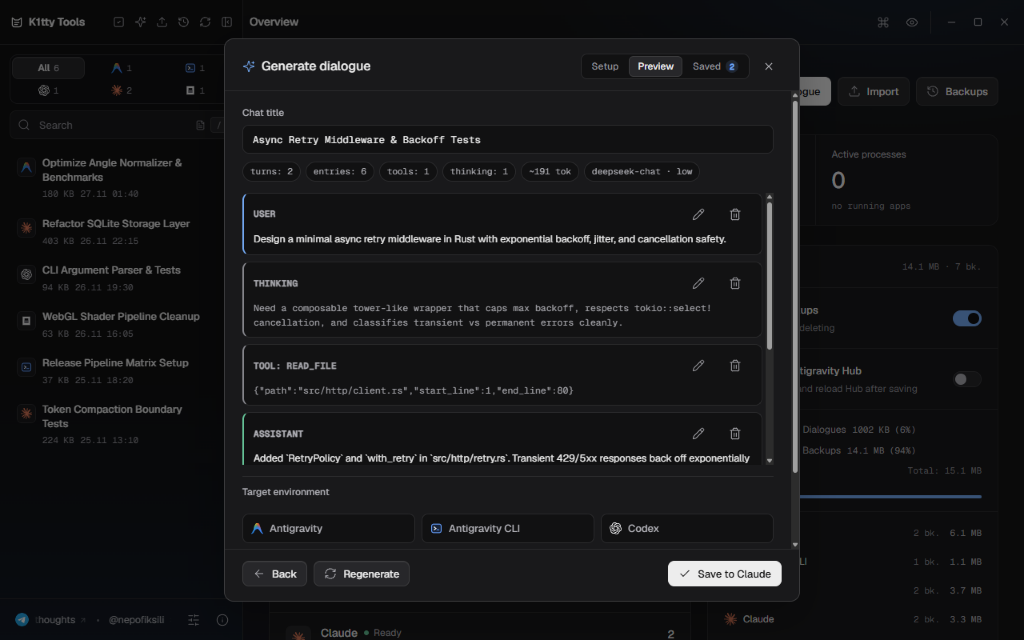 K1tty Tools
Overview
All 6
1
1
1
2
1
Search
/
Optimize Angle Normalizer &
Benchmarks
180 KB 27.11 01:40
Refactor SQLite Storage Layer
403 KB 26.11 22:15
CLI Argument Parser & Tests
94 KB 26.11 19:30
WebGL Shader Pipeline Cleanup
63 KB 26.11 16:05
Release Pipeline Matrix Setup
37 KB 25.11 18:20
Token Compaction Boundary
Tests
224 KB 25.11 13:10
thoughts
@nepofiksili
Generate dialogue
Setup
Preview
Saved 2
Chat title
Async Retry Middleware & Backoff Tests
turns: 2
entries: 6
tools: 1
thinking: 1
~191 tok
deepseek-chat · low
USER
Design a minimal async retry middleware in Rust with exponential backoff, jitter, and cancellation safety.
THINKING
Need a composable tower-like wrapper that caps max backoff, respects tokio::select!
cancellation, and classifies transient vs permanent errors cleanly.
TOOL: READ_FILE
{"path":"src/http/client.rs","start_line":1,"end_line":80}
ASSISTANT
Added `RetryPolicy` and `with_retry` in `src/http/retry.rs`. Transient 429/5xx responses back off exponentially
Target environment
Antigravity
Antigravity CLI
Codex
Back
Regenerate
Save to Claude
Claude
Ready
2
ogue
Import
Backups
Active processes
0
no running apps
14.1 MB · 7 bk.
ups
deleting
tigravity Hub
and reload Hub after saving
Dialogues 1002 KB (6%)
Backups 14.1 MB (94%)
Total: 15.1 MB
2 bk. 6.1 MB
LI
1 bk. 1.1 MB
2 bk. 3.7 MB
Claude
2 bk. 3.3 MB